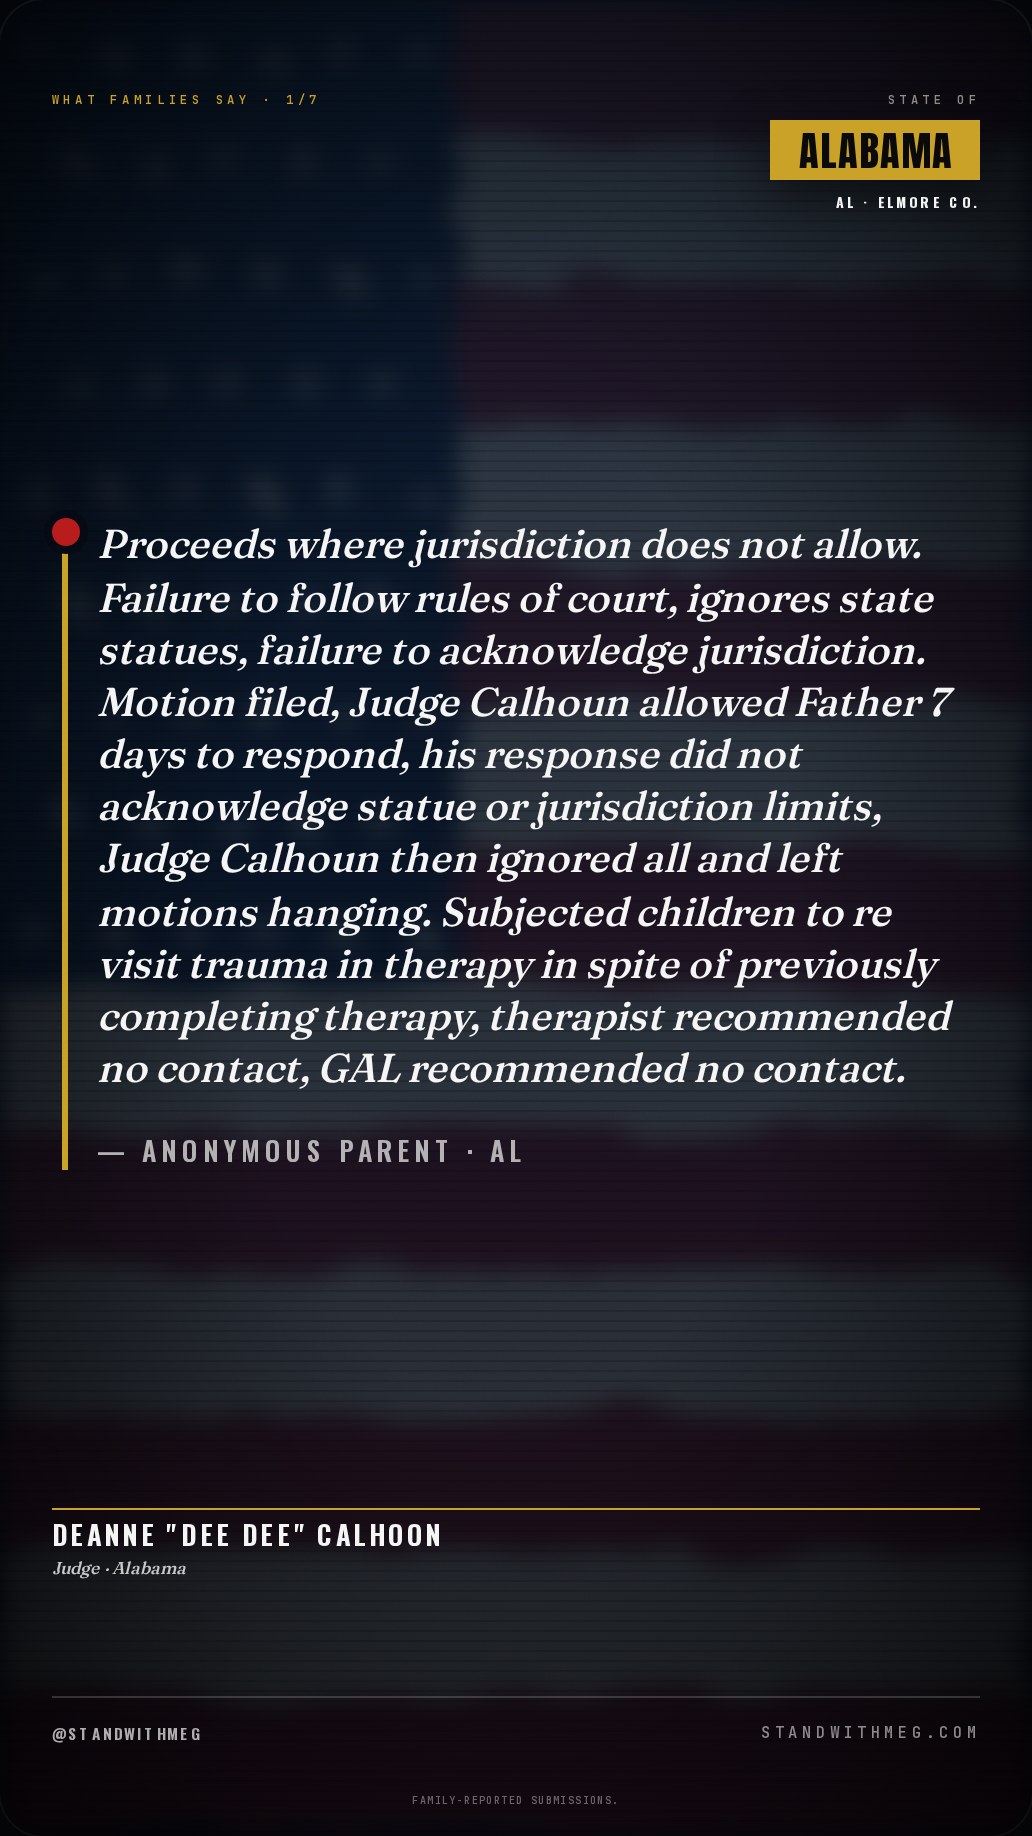 WHAT FAMILIES SAY · 1/7
STATE OF
ALABAMA
AL · ELMORE CO.
Proceeds where jurisdiction does not allow.
Failure to follow rules of court, ignores state
statues, failure to acknowledge jurisdiction.
Motion filed, Judge Calhoun allowed Father 7
days to respond, his response did not
acknowledge statue or jurisdiction limits,
Judge Calhoun then ignored all and left
motions hanging. Subjected children to re
visit trauma in therapy in spite of previously
completing therapy, therapist recommended
no contact, GAL recommended no contact.
— ANONYMOUS PARENT · AL
DEANNE "DEE DEE" CALHOON
Judge · Alabama
@STANDWITHMEG
STANDWITHMEG.COM
FAMILY-REPORTED SUBMISSIONS.